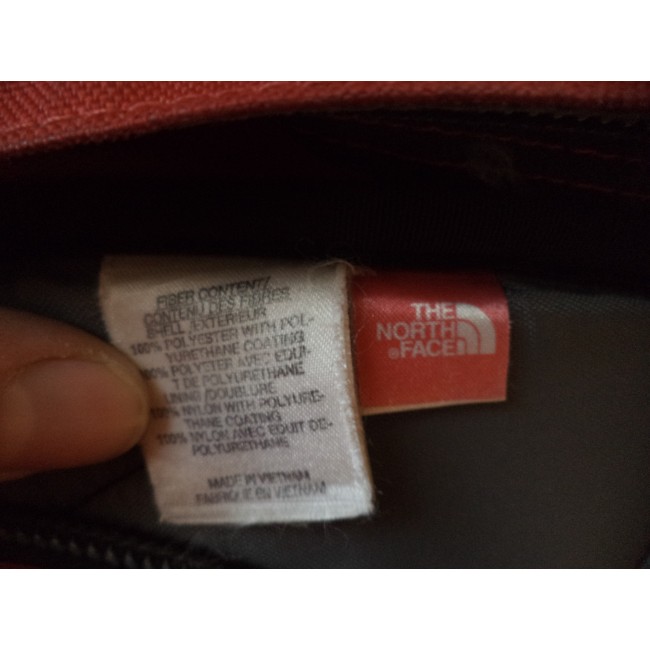 FIBER CONTENT/
CONTENU DES FIBRES
SHELL /EXTERIEUR
100% POLYESTER WITH POL-
YURETHANE COATING
100% POLYESTER AVEC EDUI-
T DE POLYURETHANE
LINING/DOUBLURE
100% NYLON WITH POLYURE-
THANE COATING
100% NYLON AVEC EDUIT DE-
POLYURETHANE
MADE IN VIETNAM
FABRIQUE EN VIETNAM
THE
NORTH
®FACE